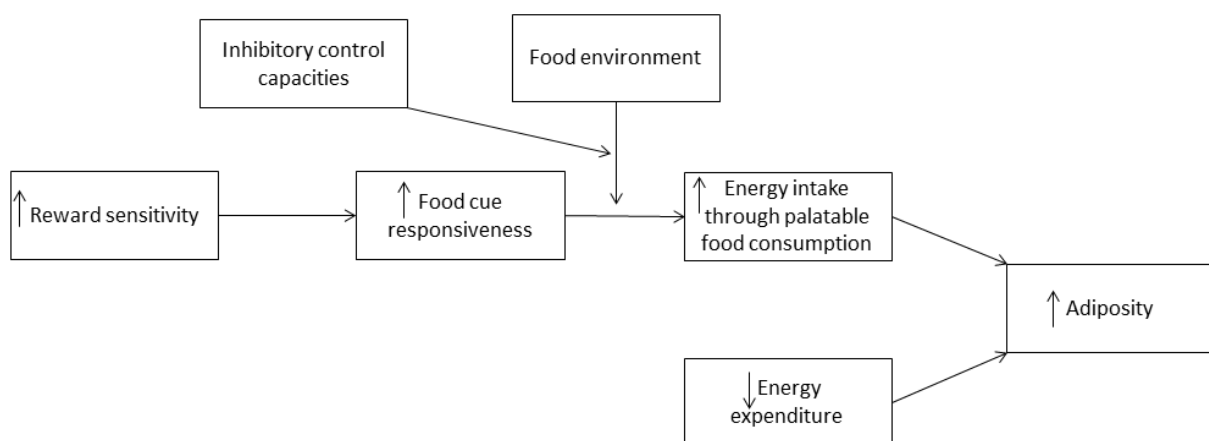 Inhibitory control
capacities
Food environment
Reward sensitivity
Food cue
responsiveness
Energy intake
through palatable
food consumption
Adiposity
Energy
expenditure